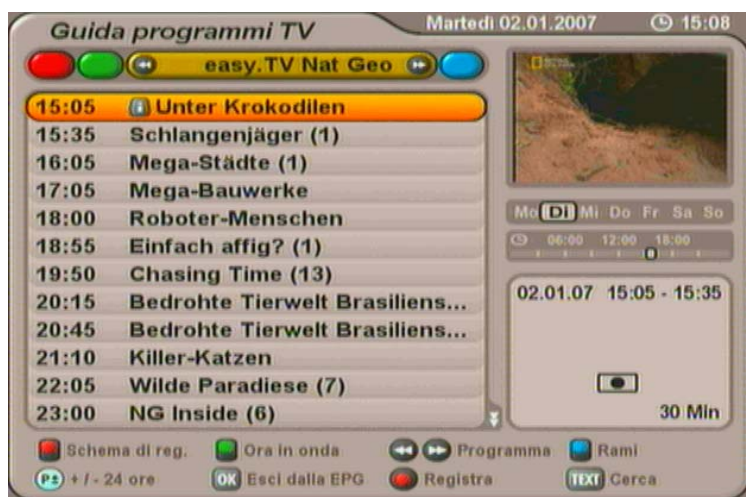 Guida programmi TV
Martedì 02.01.2007 15:08
easy.TV Nat Geo
15:05 Unter Krokodilen
15:35 Schlangenjäger (1)
16:05 Mega-Städte (1)
17:05 Mega-Bauwerke
18:00 Roboter-Menschen
18:55 Einfach affig? (1)
19:50 Chasing Time (13)
20:15 Bedrohte Tierwelt Brasiliens...
20:45 Bedrohte Tierwelt Brasiliens...
21:10 Killer-Katzen
22:05 Wilde Paradiese (7)
23:00 NG Inside (6)
Mo Di Mi Do Fr Sa So
06:00 12:00 18:00
02.01.07 15:05 - 15:35
30 Min
Schema di reg. Ora in onda Programma Rami
P± + / - 24 ore OK Esci dalla EPG Registra TEXT Cerca